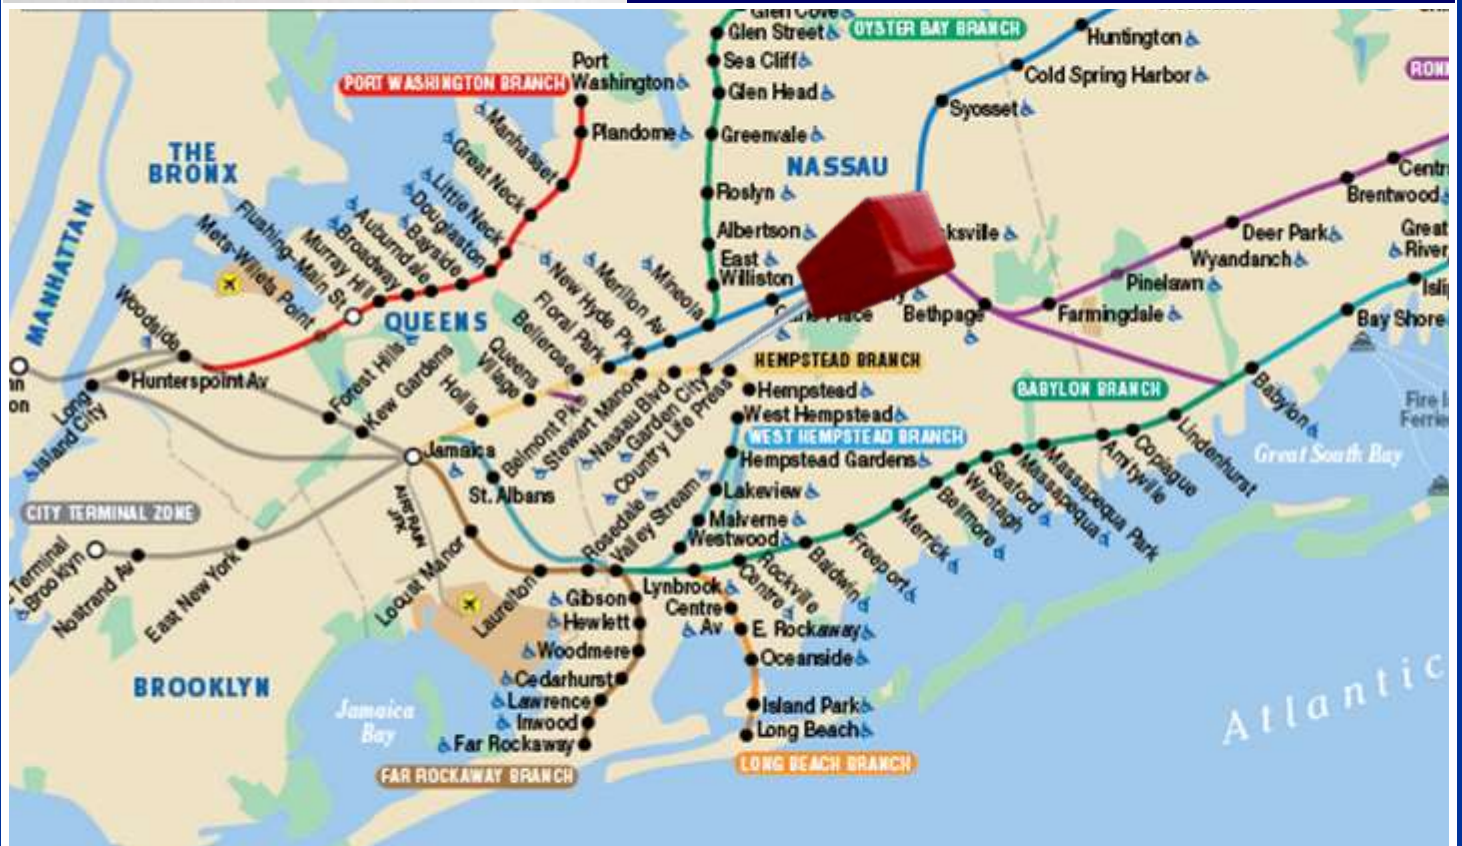 Glen Cove
Glen Street
OYSTER BAY BRANCH
Huntington
Sea Cliff
Port
Washington
PORT WASHINGTON BRANCH
Cold Spring Harbor
Glen Head
Syosset
Manhasset
Plandome
Greenvale
Great Neck
THE
BRONX
NASSAU
Centr
Little Neck
Roslyn
Brentwood
Douglaston
MANHATTAN
Flushing-Main St
Auburndale
Bayside
Albertson
ksville
Deer Park
Great
River
Mets-Willets Point
Murray Hill
Broadway
East
Williston
Wyandanch
New Hyde Pk
Merillon Av
Mineola
Pinelawn
Woodside
QUEENS
Floral Park
Bellerose
Place
Bethpage
Farmingdale
Bay Shore
Queens
Village
HEMPSTEAD BRANCH
Hunterspoint Av
Forest Hills
Kew Gardens
Hollis
Hempstead
BABYLON BRANCH
Babylon
Long
Island City
Belmont Pk
Stewart Manor
Nassau Blvd
Garden City
Country Life Press
West Hempstead
WEST HEMPSTEAD BRANCH
Jamaica
Hempstead Gardens
Great South Bay
Lindenhurst
Copiague
Amityville
Massapequa Park
Massapequa
Seaford
Wantagh
Bellmore
Merrick
St. Albans
Lakeview
CITY TERMINAL ZONE
AIRTRAIN
JFK
Rosedale
Valley Stream
Malverne
Westwood
Freeport
Baldwin
Rockville
Centre
Terminal
Brooklyn
Nostrand Av
East New York
Locust Manor
Laurelton
Gibson
Lynbrook
Centre
Av
Hewlett
E. Rockaway
Woodmere
Oceanside
Cedarhurst
BROOKLYN
Lawrence
Island Park
Jamaica
Bay
Inwood
Long Beach
Far Rockaway
FAR ROCKAWAY BRANCH
LONG BEACH BRANCH
Atlantic